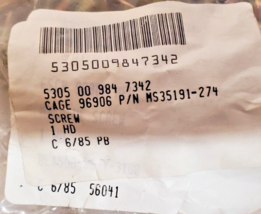 5305009847342
5305 00 984 7342
CAGE 96906 P/N MS35191-274
SCREW
1 HD
C 6/85 PB
C 6/85 56041